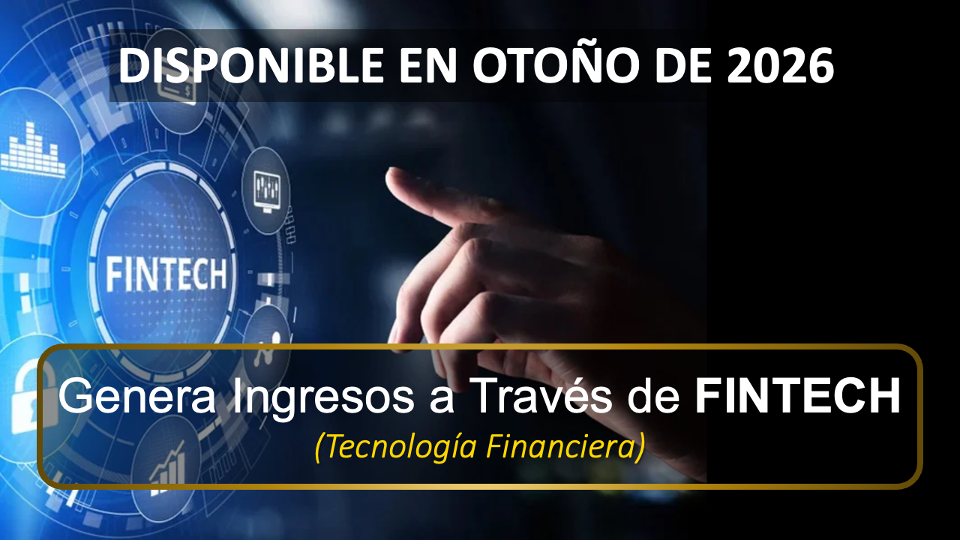 DISPONIBLE EN OTOÑO DE 2026
FINTECH
Genera Ingresos a Través de FINTECH
(Tecnología Financiera)